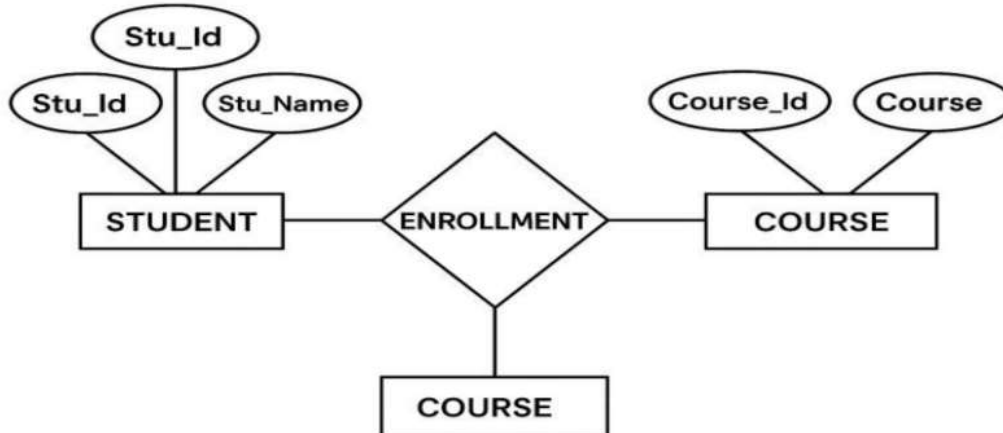 Stu_Id
Stu_Id
Stu_Name
Course_Id
Course
STUDENT
ENROLLMENT
COURSE
COURSE